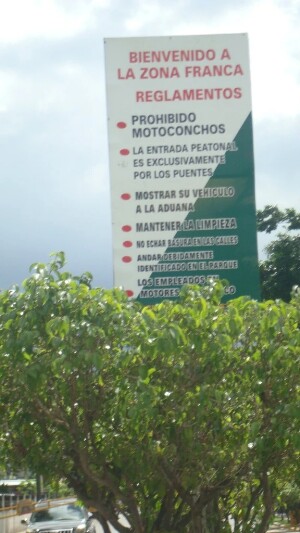 BIENVENIDO A
LA ZONA FRANCA
REGLAMENTOS
PROHIBIDO
MOTOCONCHOS
LA ENTRADA PEATONAL
ES EXCLUSIVAMENTE
POR LOS PUENTES
MOSTRAR SU VEHICULO
A LA ADUANA
MANTENER LA LIMPIEZA
NO ECHAR BASURA EN LAS CALLES
ANDAR DEBIDAMENTE
IDENTIFICADO EN EL PARQUE
LOS EMPLEADOS
MOTORES